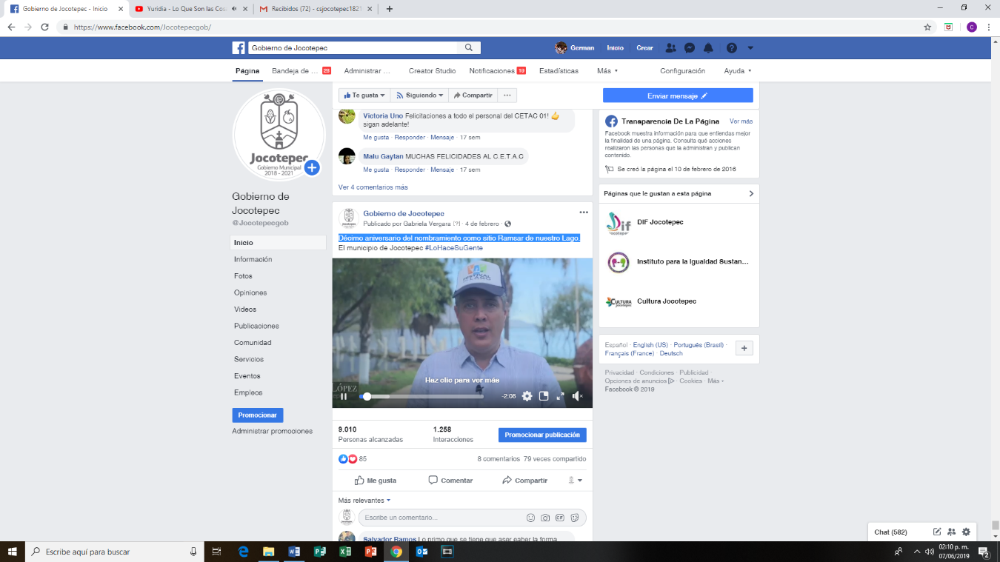 Gobierno de Jocotepec - Inicio
Yuridia - Lo Que Son las Cos
Recibidos (72) - csjocotepec1821
https://www.facebook.com/Jocotepecgob/
C
Gobierno de Jocotepec
German
Inicio
Crear
Página
Bandeja de ... 28
Administrar ...
Creator Studio
Notificaciones 19
Estadísticas
Más
Configuración
Ayuda
Jocotepec
Gobierno Municipal
2018 - 2021
Gobierno de
Jocotepec
@Jocotepecgob
Inicio
Información
Fotos
Opiniones
Videos
Publicaciones
Comunidad
Servicios
Eventos
Empleos
Promocionar
Administrar promociones
Te gusta
Siguiendo
Compartir
Victoria Uno Felicitaciones a todo el personal del CETAC 01!
sigan adelante!
Me gusta · Responder · Mensaje · 17 sem
Malu Gaytan MUCHAS FELICIDADES AL C.E.T.A.C
Me gusta · Responder · Mensaje · 17 sem
Ver 4 comentarios más
Gobierno de Jocotepec
Publicado por Gabriela Vergara [?] · 4 de febrero ·
Décimo aniversario del nombramiento como sitio Ramsar de nuestro Lago.
El municipio de Jocotepec #LoHaceSuGente
Haz clic para ver más
LÓPEZ
-2:08
9.010
Personas alcanzadas
1.258
Interacciones
Promocionar publicación
85
8 comentarios 79 veces compartido
Me gusta
Comentar
Compartir
Más relevantes
Escribe un comentario...
GIF
Salvador Ramos Lo primo que se tiene que aser saber la forma
Enviar mensaje
Transparencia De La Página
Ver más
Facebook muestra información para que entiendas mejor
la finalidad de una página. Consulta qué acciones
realizaron las personas que la administran y publican
contenido.
Se creó la página el 10 de febrero de 2016
Páginas que le gustan a esta página
Dif
Jocotepec
DIF Jocotepec
Instituto para la Igualdad Sustan...
CULTURA
Jocotepec
Cultura Jocotepec
Español · English (US) · Português (Brasil) ·
Français (France) · Deutsch
Privacidad · Condiciones · Publicidad ·
Opciones de anuncios · Cookies · Más
Facebook © 2019
Chat (582)
Escribe aquí para buscar
02:10 p. m.
07/06/2019
2